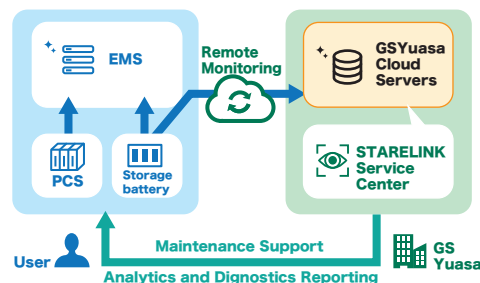 EMS
Remote
Monitoring
GSYuasa
Cloud
Servers
PCS
Storage
battery
STARELINK
Service
Center
User
Maintenance Support
GS
Yuasa
Analytics and Dignostics Reporting